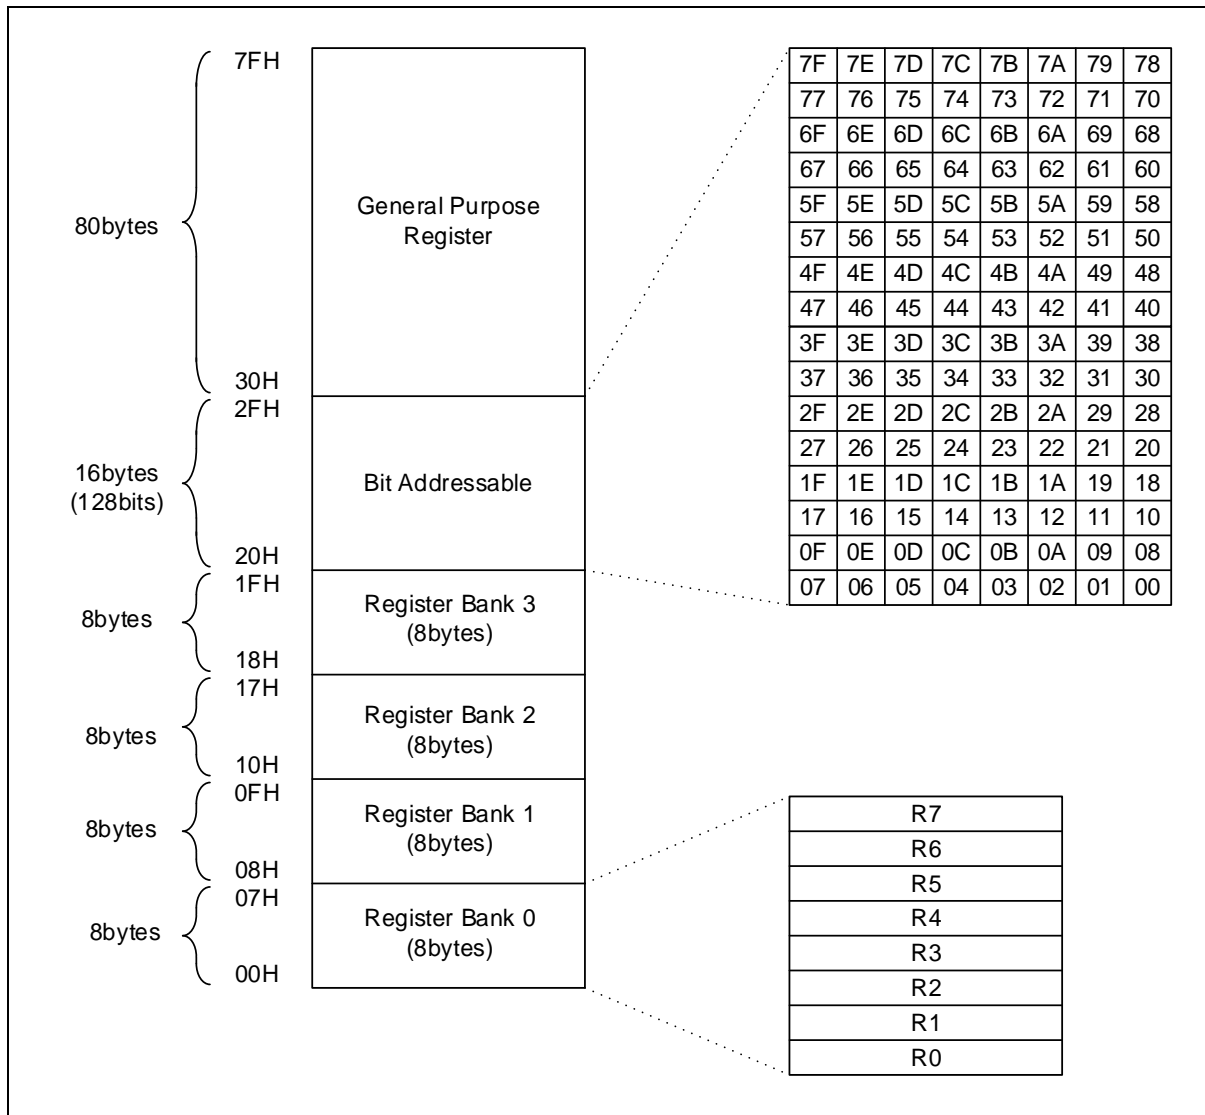 7FH
80bytes
General Purpose
Register
30H
2FH
16bytes
(128bits)
Bit Addressable
20H
1FH
8bytes
Register Bank 3
(8bytes)
18H
17H
8bytes
Register Bank 2
(8bytes)
10H
0FH
8bytes
Register Bank 1
(8bytes)
08H
07H
8bytes
Register Bank 0
(8bytes)
00H
7F 7E 7D 7C 7B 7A 79 78
77 76 75 74 73 72 71 70
6F 6E 6D 6C 6B 6A 69 68
67 66 65 64 63 62 61 60
5F 5E 5D 5C 5B 5A 59 58
57 56 55 54 53 52 51 50
4F 4E 4D 4C 4B 4A 49 48
47 46 45 44 43 42 41 40
3F 3E 3D 3C 3B 3A 39 38
37 36 35 34 33 32 31 30
2F 2E 2D 2C 2B 2A 29 28
27 26 25 24 23 22 21 20
1F 1E 1D 1C 1B 1A 19 18
17 16 15 14 13 12 11 10
0F 0E 0D 0C 0B 0A 09 08
07 06 05 04 03 02 01 00
R7
R6
R5
R4
R3
R2
R1
R0